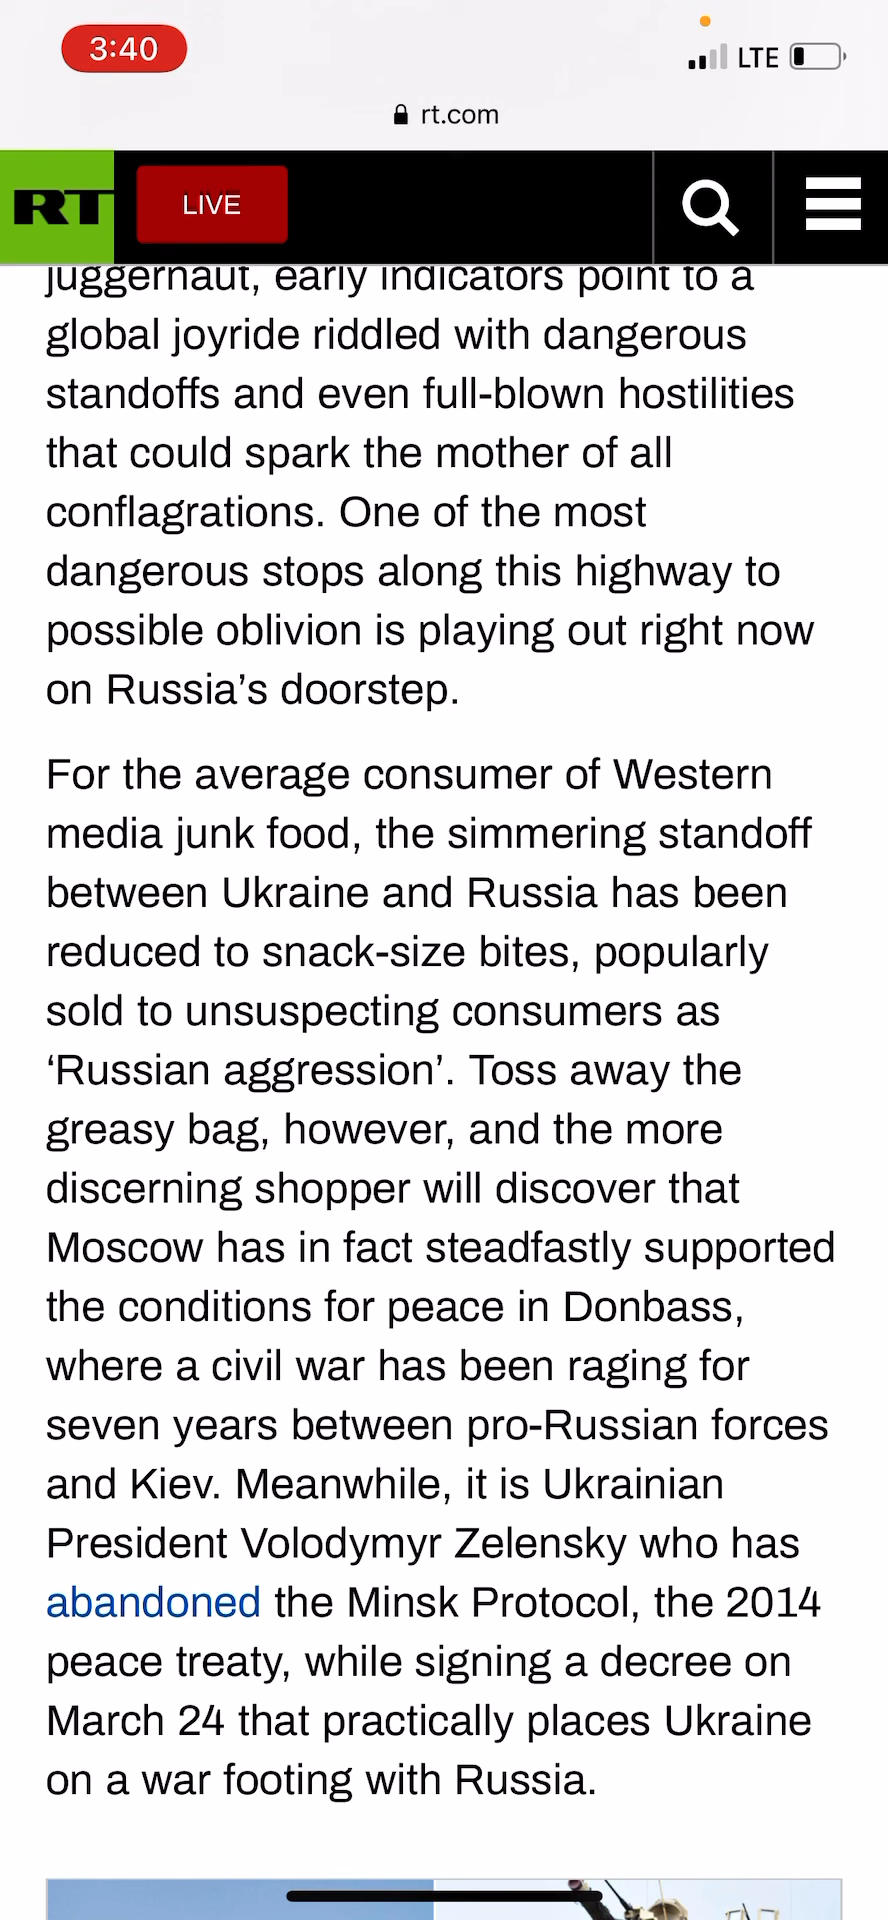 3:40
LTE
rt.com
RT
LIVE
juggernaut, early indicators point to a
global joyride riddled with dangerous
standoffs and even full-blown hostilities
that could spark the mother of all
conflagrations. One of the most
dangerous stops along this highway to
possible oblivion is playing out right now
on Russia’s doorstep.
For the average consumer of Western
media junk food, the simmering standoff
between Ukraine and Russia has been
reduced to snack-size bites, popularly
sold to unsuspecting consumers as
‘Russian aggression’. Toss away the
greasy bag, however, and the more
discerning shopper will discover that
Moscow has in fact steadfastly supported
the conditions for peace in Donbass,
where a civil war has been raging for
seven years between pro-Russian forces
and Kiev. Meanwhile, it is Ukrainian
President Volodymyr Zelensky who has
abandoned the Minsk Protocol, the 2014
peace treaty, while signing a decree on
March 24 that practically places Ukraine
on a war footing with Russia.